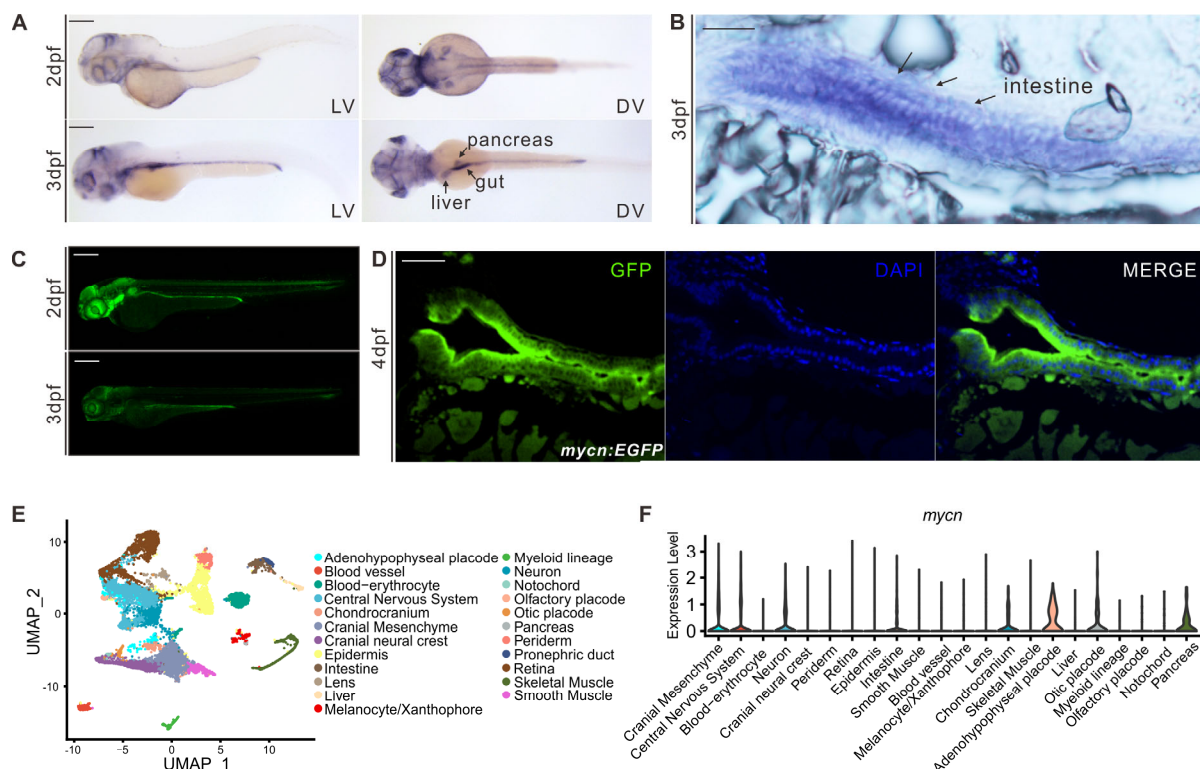 A
2dpf
LV
DV
3dpf
LV
pancreas
gut
liver
DV
B
3dpf
intestine
C
2dpf
3dpf
D
4dpf
GFP
mycn:EGFP
DAPI
MERGE
E
UMAP_2
10
0
-10
-10
-5
0
5
10
UMAP_1
Adenohypophyseal placode
Blood vessel
Blood−erythrocyte
Central Nervous System
Chondrocranium
Cranial Mesenchyme
Cranial neural crest
Epidermis
Intestine
Lens
Liver
Melanocyte/Xanthophore
Myeloid lineage
Neuron
Notochord
Olfactory placode
Otic placode
Pancreas
Periderm
Pronephric duct
Retina
Skeletal Muscle
Smooth Muscle
F
mycn
Expression Level
3
2
1
0
Cranial Mesenchyme
Central Nervous System
Blood-erythrocyte
Neuron
Cranial neural crest
Periderm
Retina
Epidermis
Intestine
Smooth Muscle
Blood vessel
Melanocyte/Xanthophore
Lens
Chondrocranium
Skeletal Muscle
Adenohypophyseal placode
Liver
Otic placode
Myeloid lineage
Olfactory placode
Notochord
Pancreas